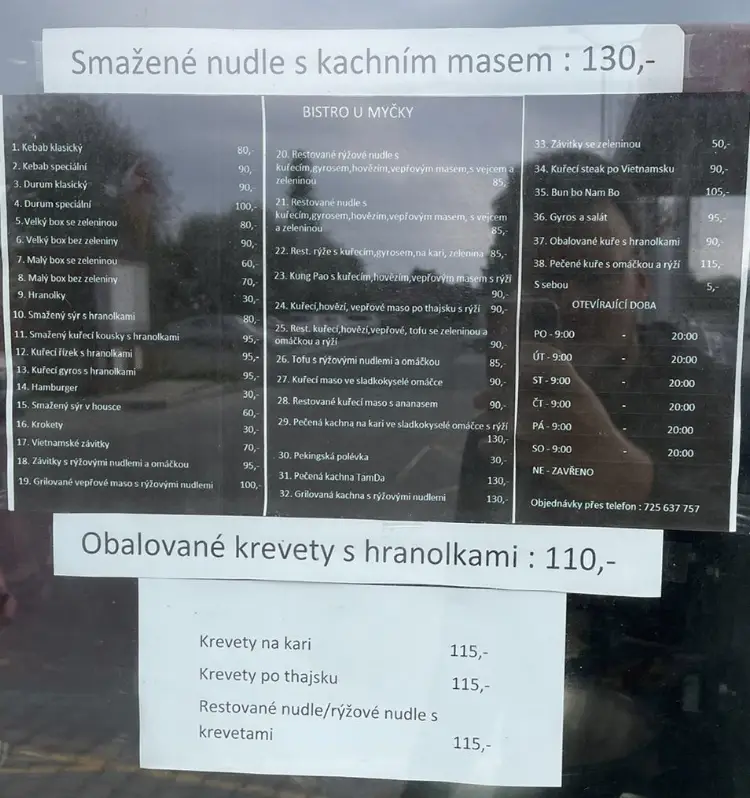 Smažené nudle s kachním masem : 130,-
BISTRO U MYČKY
1. Kebab klasický 80,-
2. Kebab speciální 90,
3. Durum klasický 90,-
4. Durum speciální 100,-
5. Velký box se zeleninou 80,-
6. Velký box bez zeleniny 90,-
7. Malý box se zeleninou 60,-
8. Malý box bez zeleniny 70,-
9. Hranolky 30,-
10. Smažený sýr s hranolkami 80,-
11. Smažený kuřecí kousky s hranolkami 95,-
12. Kuřecí řízek s hranolkami 95,-
13. Kuřecí gyros s hranolkami 95,-
14. Hamburger 30,-
15. Smažený sýr v housce 60,-
16. Krokety 30,-
17. Vietnamské závitky 70,-
18. Závitky s rýžovými nudlemi a omáčkou 95,-
19. Grilované vepřové maso s rýžovými nudlemi 100,-
20. Restované rýžové nudle s
kuřecím,gyrosem,hovězím,vepřovým masem,s vejcem a
zeleninou 85,
21. Restované nudle s
kuřecím,gyrosem,hovězím,vepřovým masem, s vejcem
a zeleninou 85,-
22. Rest. rýže s kuřecím,gyrosem,na kari, zelenina 85,-
23. Kung Pao s kuřecím,hovězím,vepřovým masem s rýží
90,-
24. Kuřecí,hovězí, vepřové maso po thajsku s rýží 90,-
25. Rest. kuřecí,hovězí,vepřové, tofu se zeleninou a
omáčkou a rýží 90,-
26. Tofu s rýžovými nudlemi a omáčkou 85,-
27. Kuřecí maso ve sladkokyselé omáčce 90,-
28. Restované kuřecí maso s ananasem 90,-
29. Pečená kachna na kari ve sladkokyselé omáčce s rýží
130,-
30. Pekingská polévka 30,-
31. Pečená kachna TamDa 130,-
32. Grilovaná kachna s rýžovými nudlemi 130,-
33. Závitky se zeleninou 50,-
34. Kuřecí steak po Vietnamsku 90,-
35. Bun bo Nam Bo 105,-
36. Gyros a salát 95,-
37. Obalované kuře s hranolkami 90,-
38. Pečené kuře s omáčkou a rýží 115,-
S sebou 5,-
OTEVÍRAJÍCÍ DOBA
PO - 9:00 - 20:00
ÚT - 9:00 - 20:00
ST - 9:00 - 20:00
ČT - 9:00 - 20:00
PÁ - 9:00 - 20:00
SO - 9:00 - 20:00
NE - ZAVŘENO
Objednávky přes telefon : 725 637 757
Obalované krevety s hranolkami : 110,-
Krevety na kari 115,-
Krevety po thajsku 115,-
Restované nudle/rýžové nudle s
krevetami 115,-